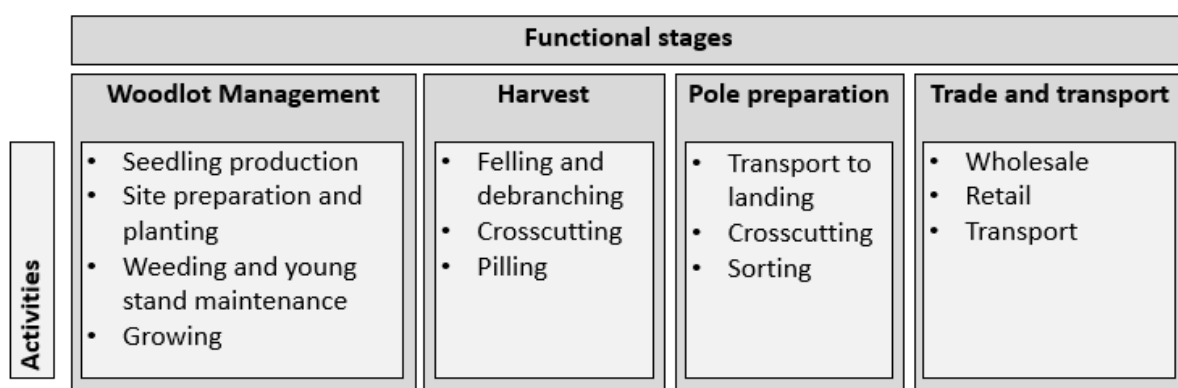 Functional stages
Woodlot Management
Harvest
Pole preparation
Trade and transport
Activities
• Seedling production
• Site preparation and
planting
• Weeding and young
stand maintenance
• Growing
• Felling and
debranching
• Crosscutting
• Pilling
• Transport to
landing
• Crosscutting
• Sorting
• Wholesale
• Retail
• Transport